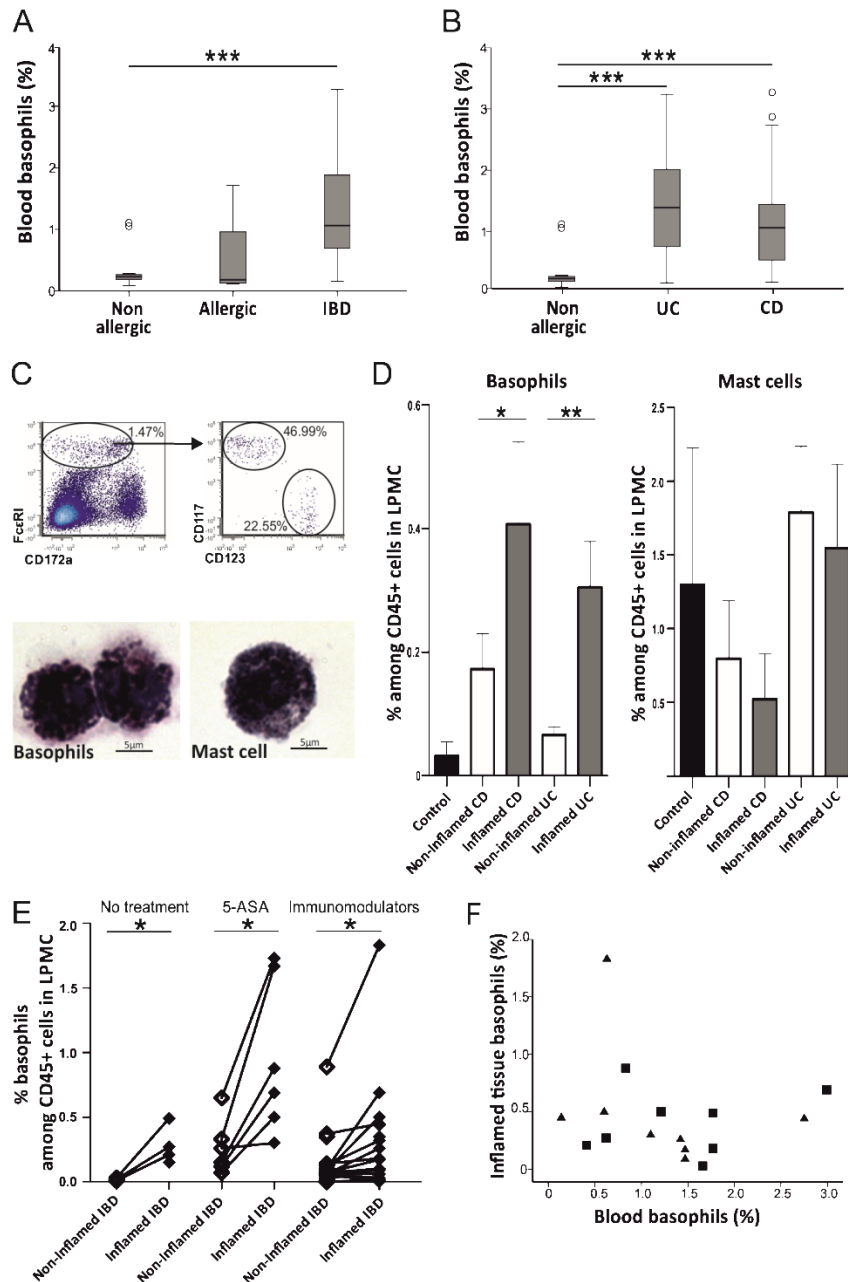 A
Blood basophils (%)
4
3
2
1
0
***
Non
allergic
Allergic
IBD
B
Blood basophils (%)
4
3
2
1
0
***
***
Non
allergic
UC
CD
C
FcεRI
1.47%
CD172a
CD117
46.99%
22.55%
CD123
Basophils
5µm
Mast cell
5µm
D
Basophils
% among CD45+ cells in LPMC
0.6
0.4
0.2
0
*
**
Control
Non-inflamed CD
Inflamed CD
Non-inflamed UC
Inflamed UC
Mast cells
% among CD45+ cells in LPMC
2.5
2.0
1.5
1.0
0.5
Control
Non-inflamed CD
Inflamed CD
Non-inflamed UC
Inflamed UC
E
No treatment
5-ASA
Immunomodulators
*
*
*
% basophils
among CD45+ cells in LPMC
2.0
1.5
1.0
0.5
0.0
Non-Inflamed IBD
Inflamed IBD
Non-Inflamed IBD
Inflamed IBD
Non-Inflamed IBD
Inflamed IBD
F
Inflamed tissue basophils (%)
2.0
1.5
1.0
0.5
0
0
0.5
1.0
1.5
2.0
2.5
3.0
Blood basophils (%)